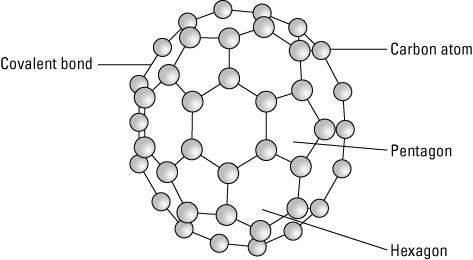 Carbon atom
Covalent bond
Pentagon
Hexagon